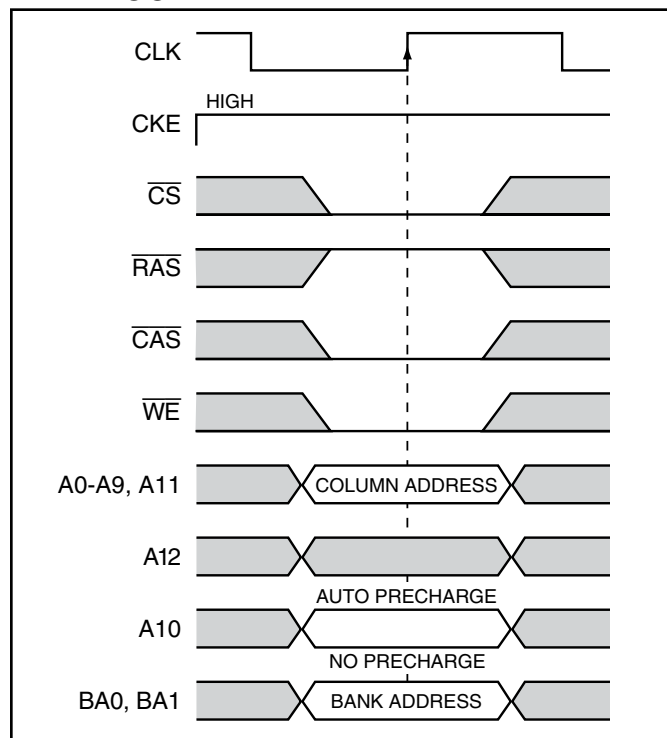 CLK
HIGH
CKE
CS
RAS
CAS
WE
A0-A9, A11
COLUMN ADDRESS
A12
AUTO PRECHARGE
A10
NO PRECHARGE
BA0, BA1
BANK ADDRESS